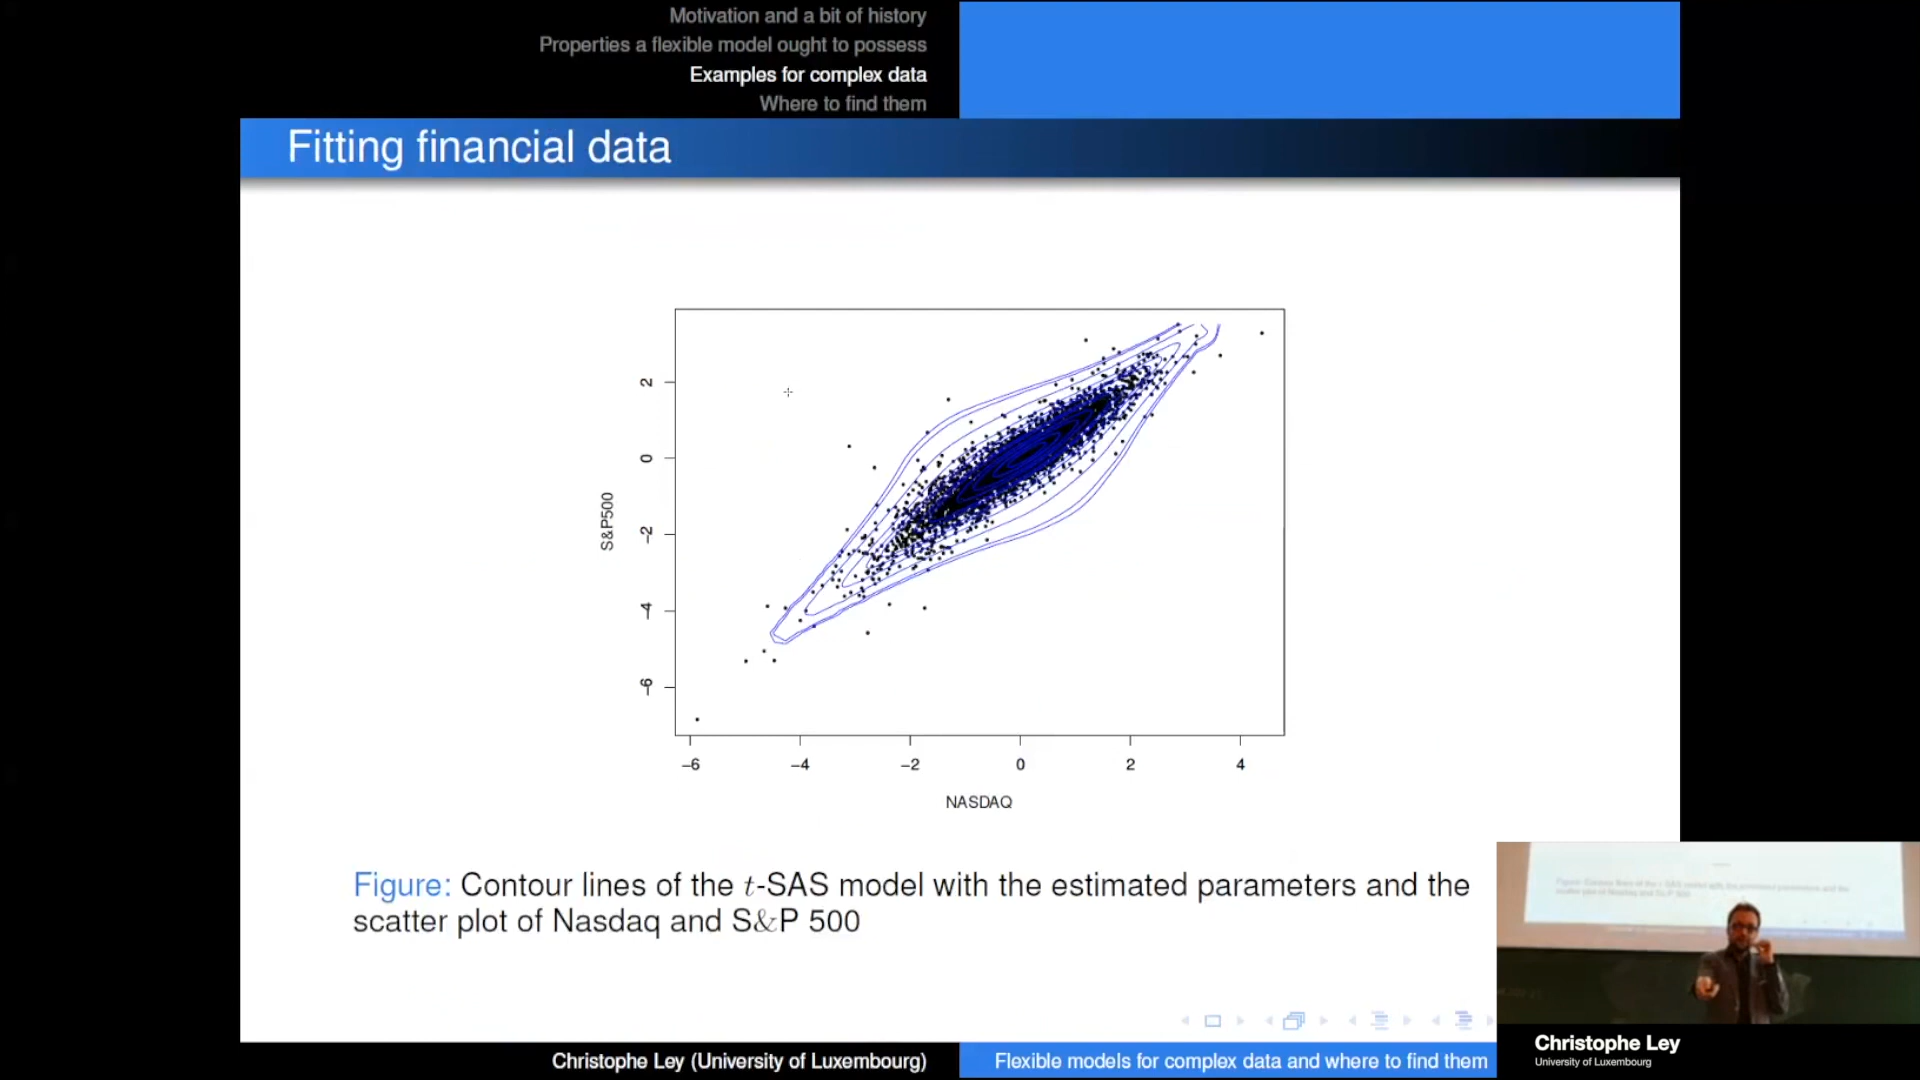 Motivation and a bit of history
Properties a flexible model ought to possess
Examples for complex data
Where to find them
Fitting financial data
2
0
-2
-4
-6
S&P500
-6 -4 -2 0 2 4
NASDAQ
Figure: Contour lines of the t-SAS model with the estimated parameters and the
scatter plot of Nasdaq and S&P 500
Christophe Ley (University of Luxembourg)
Flexible models for complex data and where to find them
Christophe Ley
University of Luxembourg